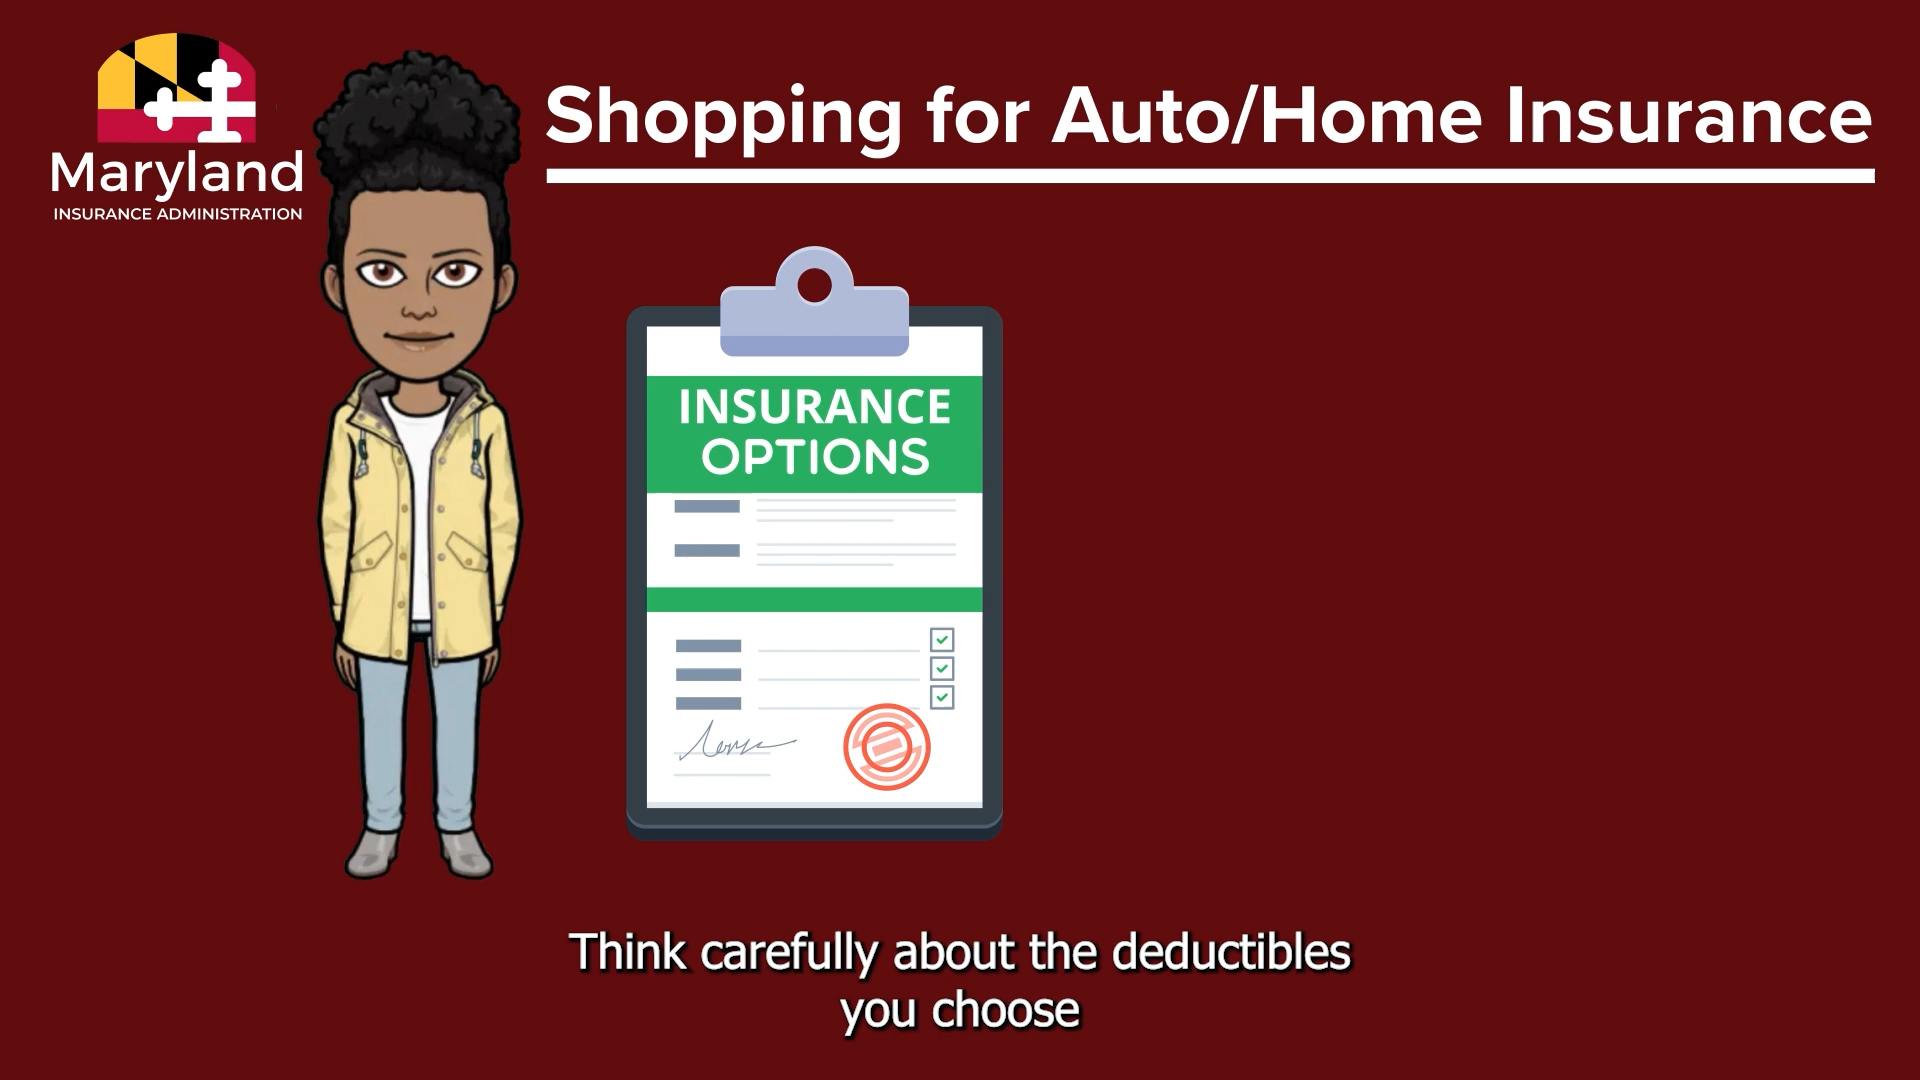 Maryland
INSURANCE ADMINISTRATION
Shopping for Auto/Home Insurance
INSURANCE
OPTIONS
Think carefully about the deductibles
you choose